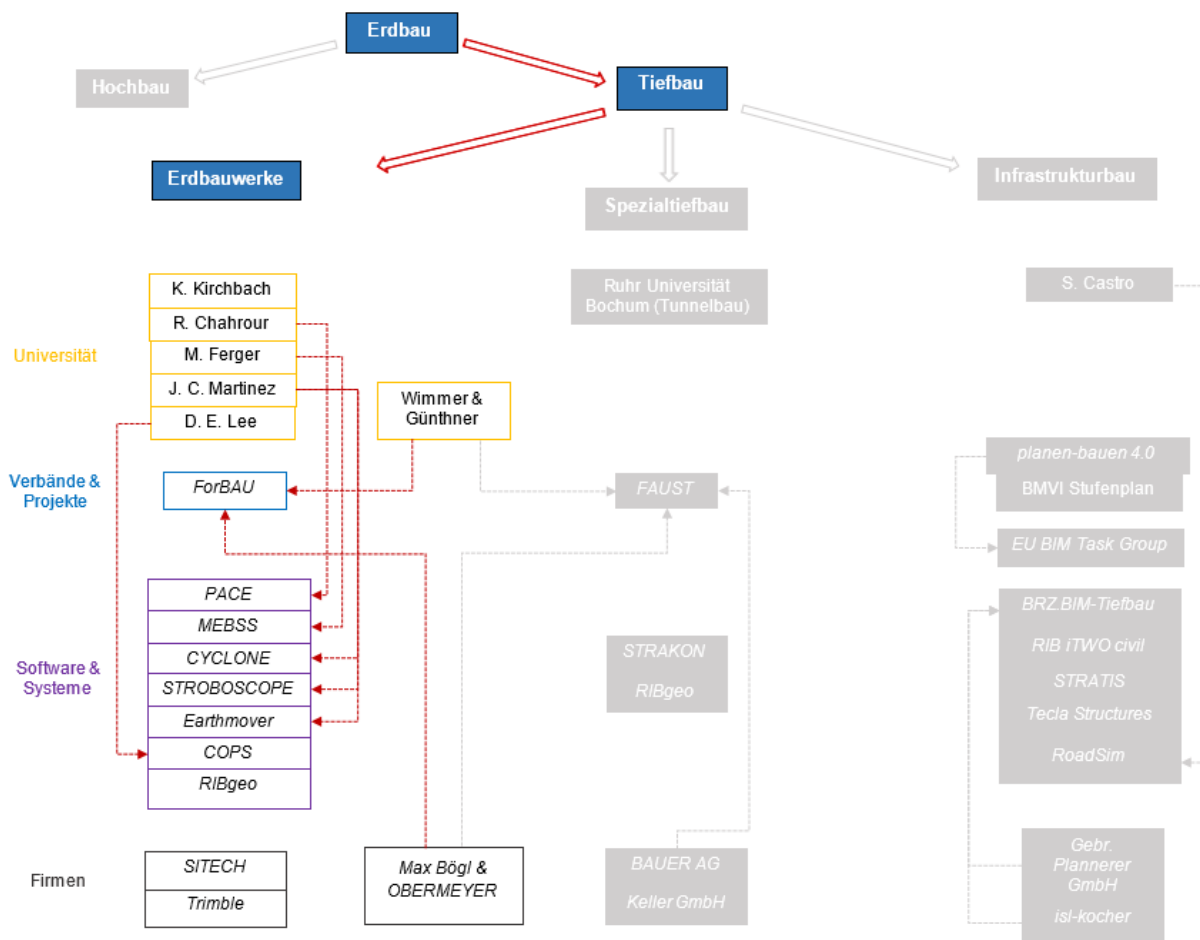 Erdbau
Hochbau
Tiefbau
Erdbauwerke
Spezialtiefbau
Infrastrukturbau
Universität
K. Kirchbach
R. Chahrour
M. Ferger
J. C. Martinez
D. E. Lee
Wimmer &
Günthner
Ruhr Universität
Bochum (Tunnelbau)
S. Castro
Verbände &
Projekte
ForBAU
FAUST
planen-bauen 4.0
BMVI Stufenplan
EU BIM Task Group
Software &
Systeme
PACE
MEBSS
CYCLONE
STROBOSCOPE
Earthmover
COPS
RIBgeo
STRAKON
RIBgeo
BRZ.BIM-Tiefbau
RIB iTWO civil
STRATIS
Tecla Structures
RoadSim
Firmen
SITECH
Trimble
Max Bögl &
OBERMEYER
BAUER AG
Keller GmbH
Gebr.
Plannerer
GmbH
isl-kocher